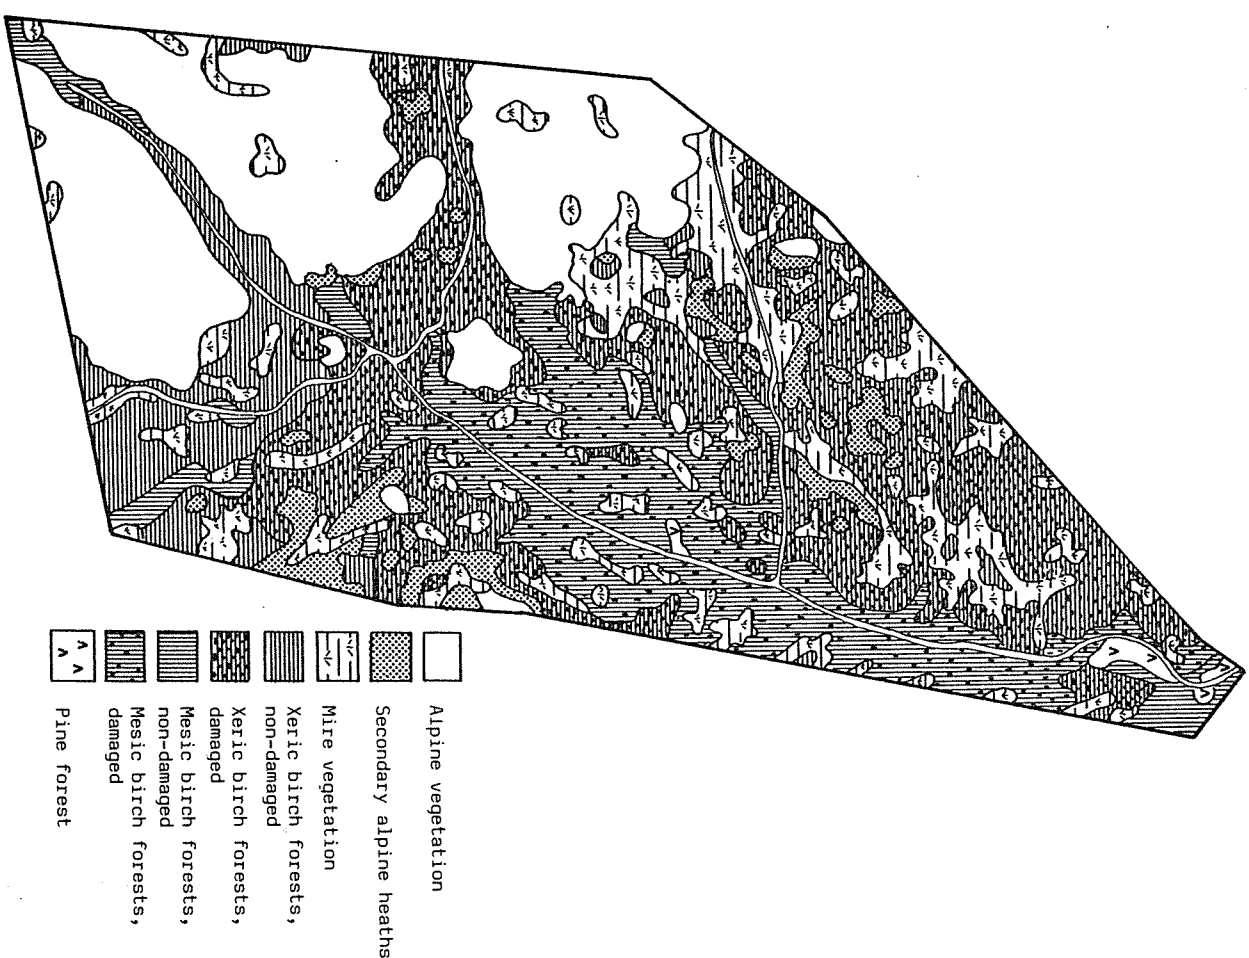 Alpine vegetation
Secondary alpine heaths
Mire vegetation
Xeric birch forests,
non-damaged
Xeric birch forests,
damaged
Mesic birch forests,
non-damaged
Mesic birch forests,
damaged
Pine forest